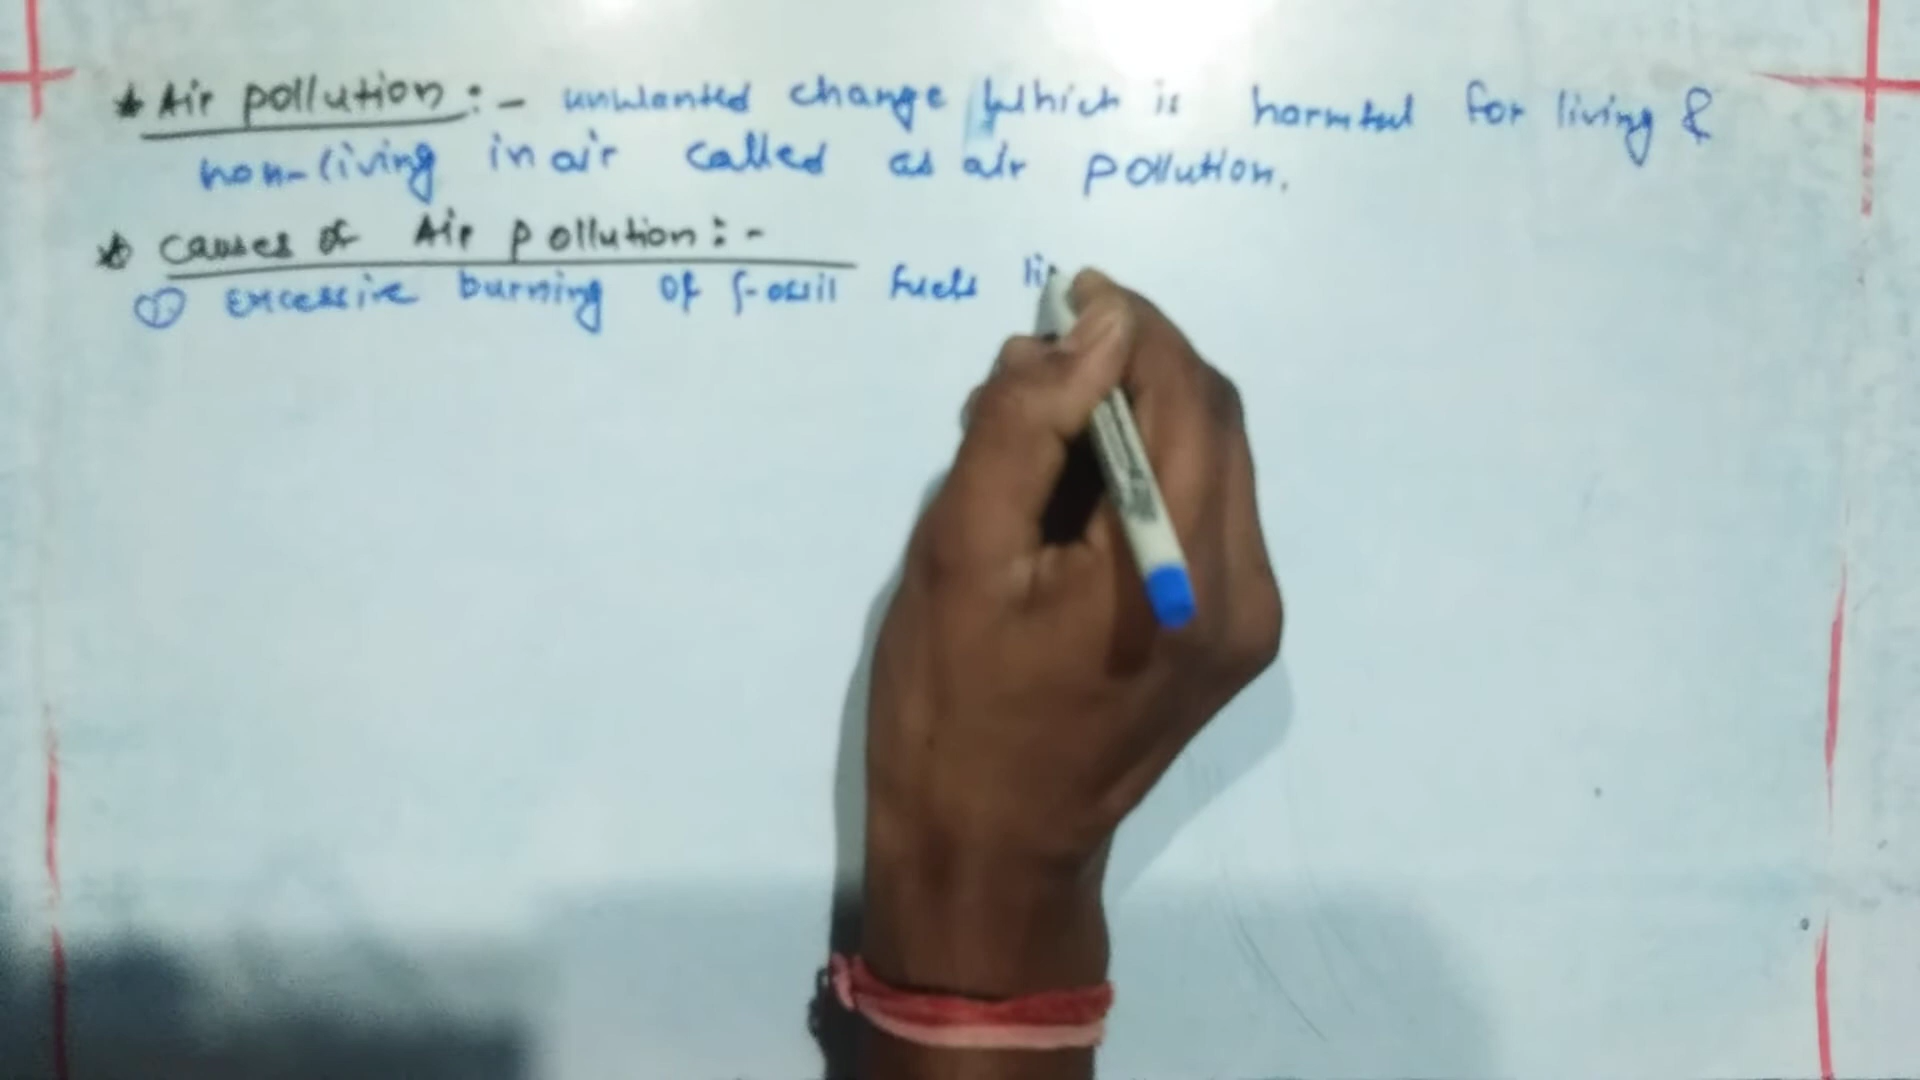 * Air pollution :- unwanted change which is harmful for living &
non-living in air called as air pollution.
* Causes of Air pollution :-
① Excessive burning of fossil fuels li